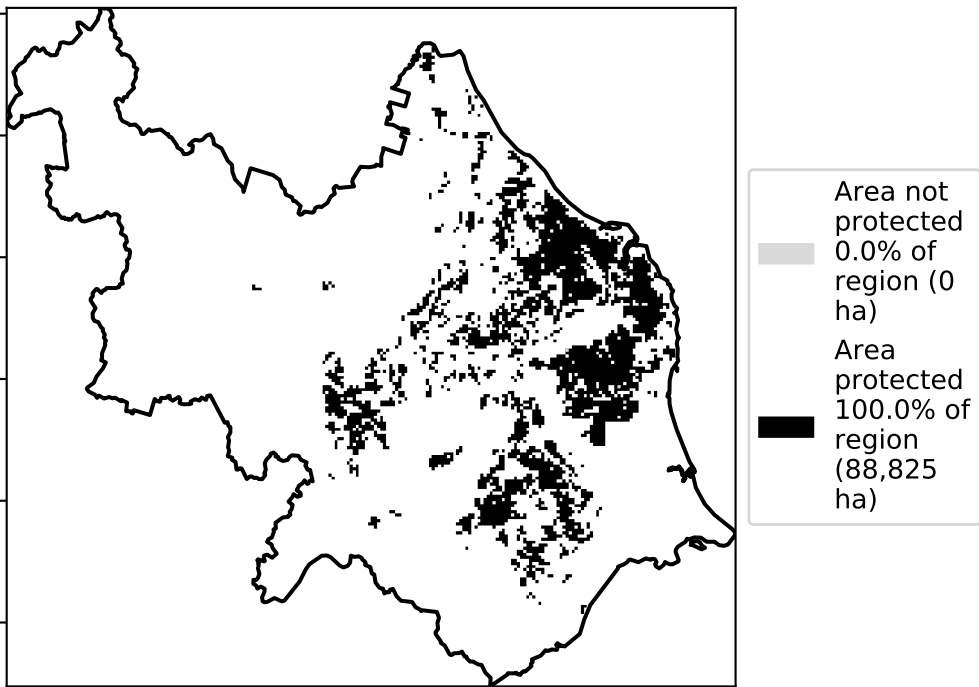 Area not
protected
0.0% of
region (0
ha)
Area
protected
100.0% of
region
(88,825
ha)